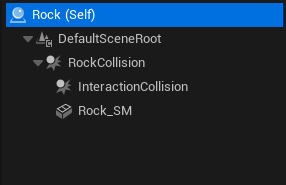 Rock (Self)
DefaultSceneRoot
RockCollision
InteractionCollision
Rock_SM